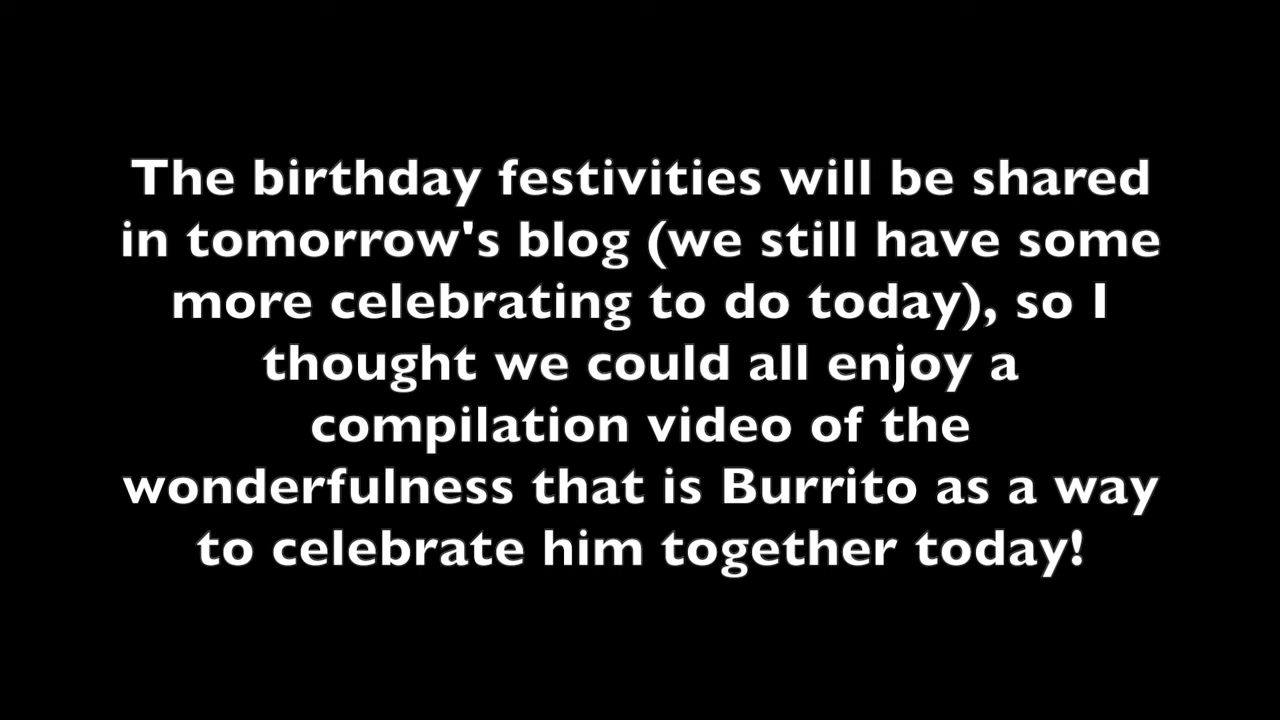 The birthday festivities will be shared
in tomorrow's blog (we still have some
more celebrating to do today), so I
thought we could all enjoy a
compilation video of the
wonderfulness that is Burrito as a way
to celebrate him together today!